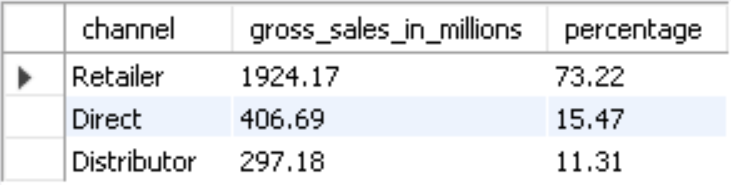 channel gross_sales_in_millions percentage
Retailer 1924.17 73.22
Direct 406.69 15.47
Distributor 297.18 11.31